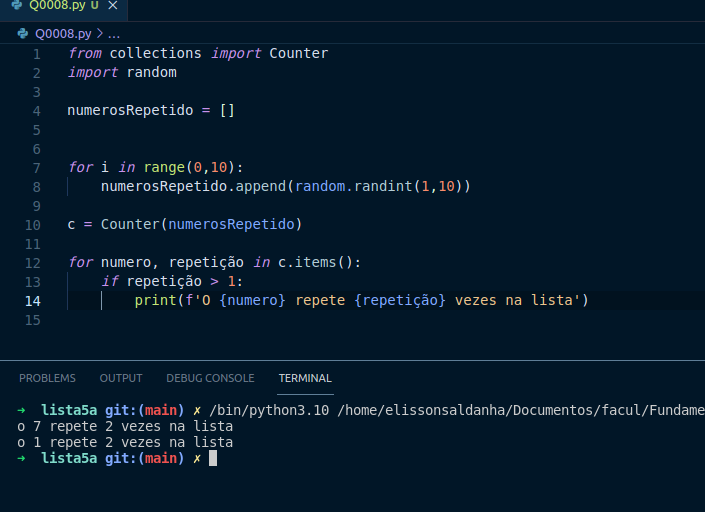 Q0008.py U ×
Q0008.py > ...
1 from collections import Counter
2 import random
3
4 numerosRepetido = []
5
6
7 for i in range(0,10):
8 numerosRepetido.append(random.randint(1,10))
9
10 c = Counter(numerosRepetido)
11
12 for numero, repetição in c.items():
13 if repetição > 1:
14 print(f'O {numero} repete {repetição} vezes na lista')
15
PROBLEMS OUTPUT DEBUG CONSOLE TERMINAL
➜ lista5a git:(main) ✗ /bin/python3.10 /home/elissonsaldanha/Documentos/facul/Fundame
o 7 repete 2 vezes na lista
o 1 repete 2 vezes na lista
➜ lista5a git:(main) ✗